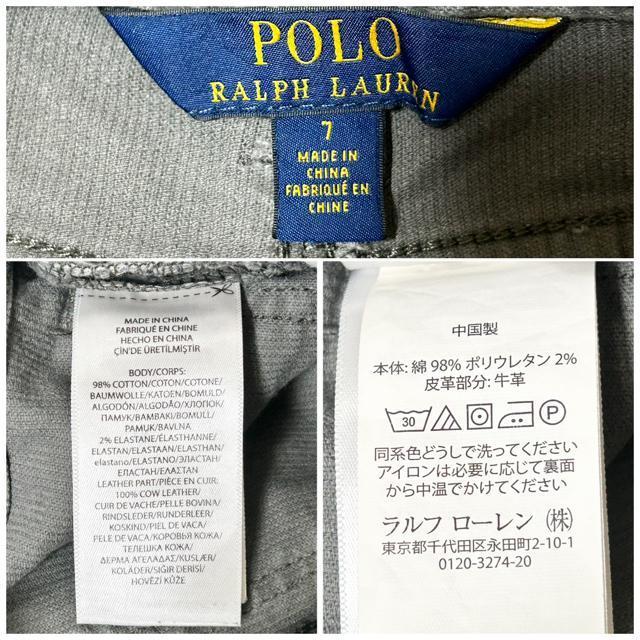 POLO
RALPH LAUREN
7
MADE IN
CHINA
FABRIQUÉ EN
CHINE
MADE IN CHINA
FABRIQUÉ EN CHINE
HECHO EN CHINA
ÇİN'DE ÜRETİLMİŞTİR
BODY/CORPS:
98% COTTON/COTON/COTONE/
BAUMWOLLE/KATOEN/BOMULD/
ALGODÓN/ALGODÃO/ХЛОПОК/
ПАМУК/ΒΑΜΒΑΚΙ/BOMULL/
PAMUK/BAVLNA
2% ELASTANE/ÉLASTHANNE/
ELASTAN/ELASTAAN/ELASTHAN/
elastano/ELASTANO/ЭЛАСТАН/
ЕЛАСТАН/ΕΛΑΣΤΑΝ
LEATHER PART/PIÈCE EN CUIR:
100% COW LEATHER/
CUIR DE VACHE/PELLE BOVINA/
RINDSLEDER/RUNDERLEER/
KOSKIND/PIEL DE VACA/
PELE DE VACA/КОРОВЬЯ КОЖА/
ТЕЛЕШКА КОЖА/
ΔΕΡΜΑ ΑΓΕΛΑΔΑΣ/KUSLÆR/
KOLÄDER/SIĞIR DERİSİ/
HOVĚZÍ KŮŽE
中国製
本体: 綿 98% ポリウレタン 2%
皮革部分: 牛革
30 P
同系色どうしで洗ってください
アイロンは必要に応じて裏面
から中温でかけてください
ラルフ ローレン (株)
東京都千代田区永田町2-10-1
0120-3274-20